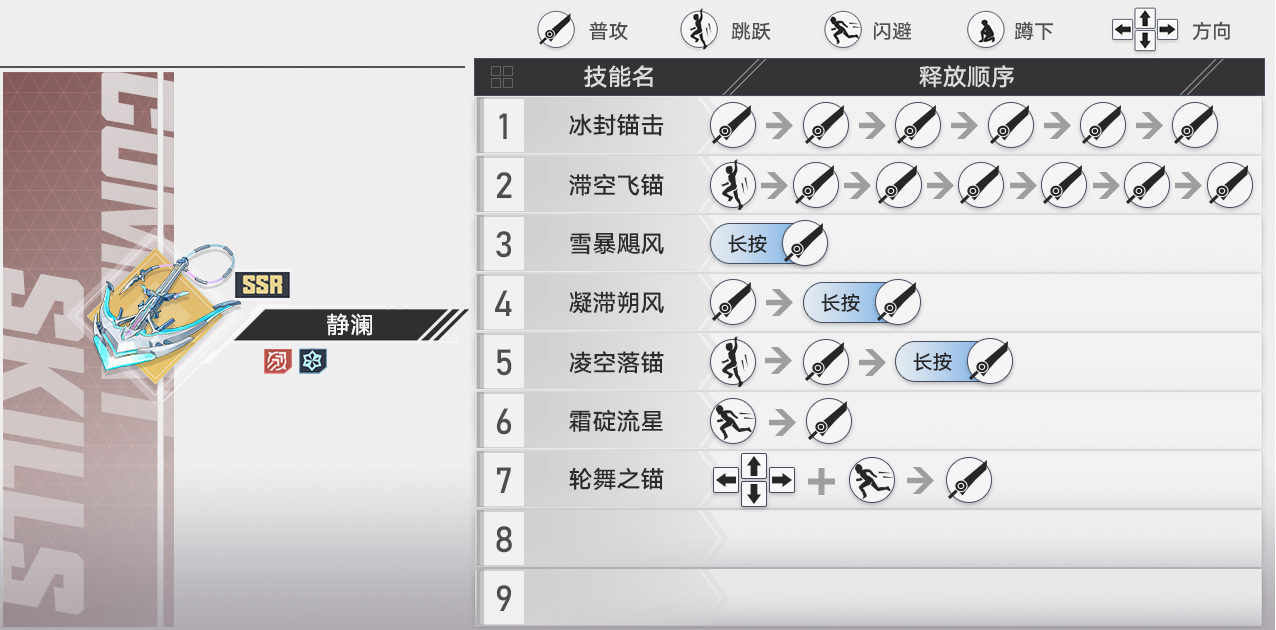 普攻 跳跃 闪避 蹲下 方向
技能名 释放顺序
GUMI
SKILLS
SSR
静澜
1 冰封锚击
2 滞空飞锚
3 雪暴飓风 长按
4 凝滞朔风 长按
5 凌空落锚 长按
6 霜碇流星
7 轮舞之锚
8
9